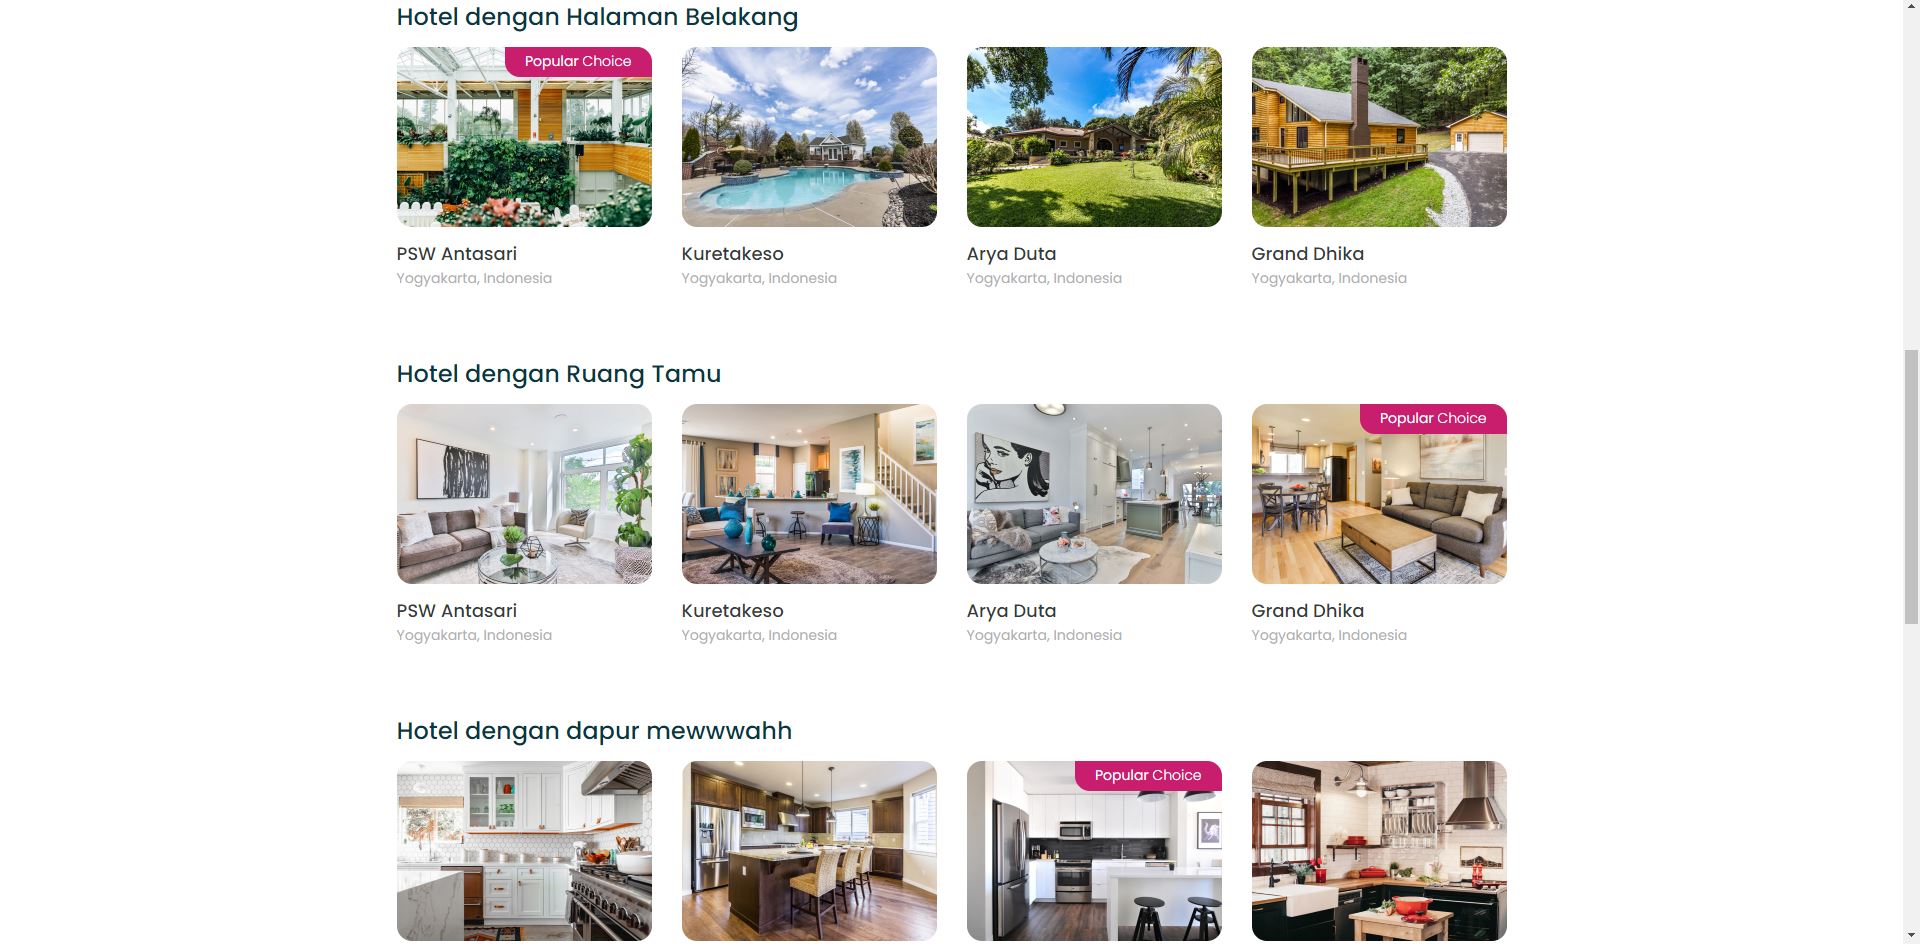 Hotel dengan Halaman Belakang
Popular Choice
PSW Antasari
Yogyakarta, Indonesia
Kuretakeso
Yogyakarta, Indonesia
Arya Duta
Yogyakarta, Indonesia
Grand Dhika
Yogyakarta, Indonesia
Hotel dengan Ruang Tamu
Popular Choice
PSW Antasari
Yogyakarta, Indonesia
Kuretakeso
Yogyakarta, Indonesia
Arya Duta
Yogyakarta, Indonesia
Grand Dhika
Yogyakarta, Indonesia
Hotel dengan dapur mewwwahh
Popular Choice